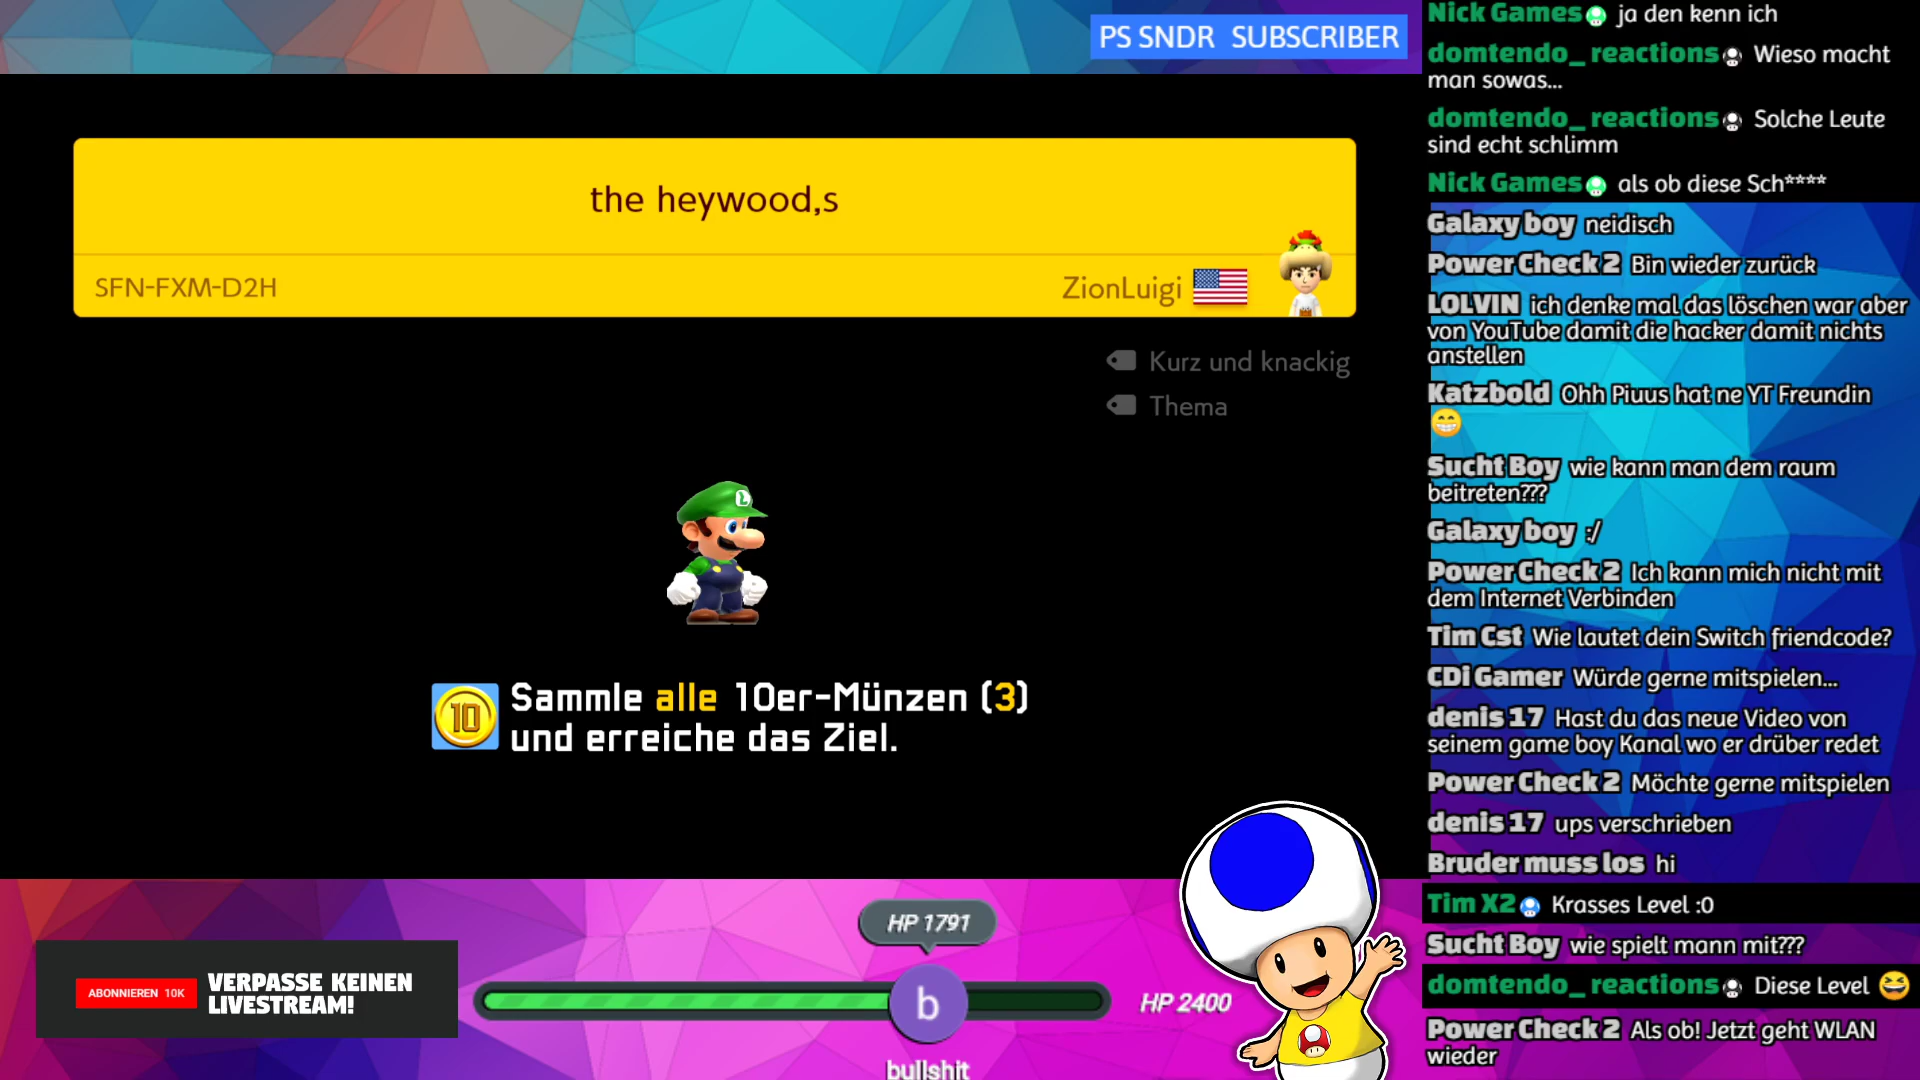 PS SNDR SUBSCRIBER
the heywood,s
SFN-FXM-D2H
ZionLuigi
Kurz und knackig
Thema
L
10
Sammle alle 10er-Münzen (3)
und erreiche das Ziel.
ABONNIEREN 10K
VERPASSE KEINEN
LIVESTREAM!
HP 1791
b
HP 2400
bullshit
Nick Games ja den kenn ich
domtendo_reactions Wieso macht
man sowas...
domtendo_reactions Solche Leute
sind echt schlimm
Nick Games als ob diese Sch****
Galaxy boy neidisch
Power Check 2 Bin wieder zurück
LOLVIN ich denke mal das löschen war aber
von YouTube damit die hacker damit nichts
anstellen
Katzbold Ohh Piuus hat ne YT Freundin
😁
Sucht Boy wie kann man dem raum
beitreten???
Galaxy boy :/
Power Check 2 Ich kann mich nicht mit
dem Internet Verbinden
Tim Cst Wie lautet dein Switch friendcode?
CDi Gamer Würde gerne mitspielen...
denis 17 Hast du das neue Video von
seinem game boy Kanal wo er drüber redet
Power Check 2 Möchte gerne mitspielen
denis 17 ups verschrieben
Bruder muss los hi
Tim X2 Krasses Level :0
Sucht Boy wie spielt mann mit???
domtendo_reactions Diese Level 😆
Power Check 2 Als ob! Jetzt geht WLAN
wieder